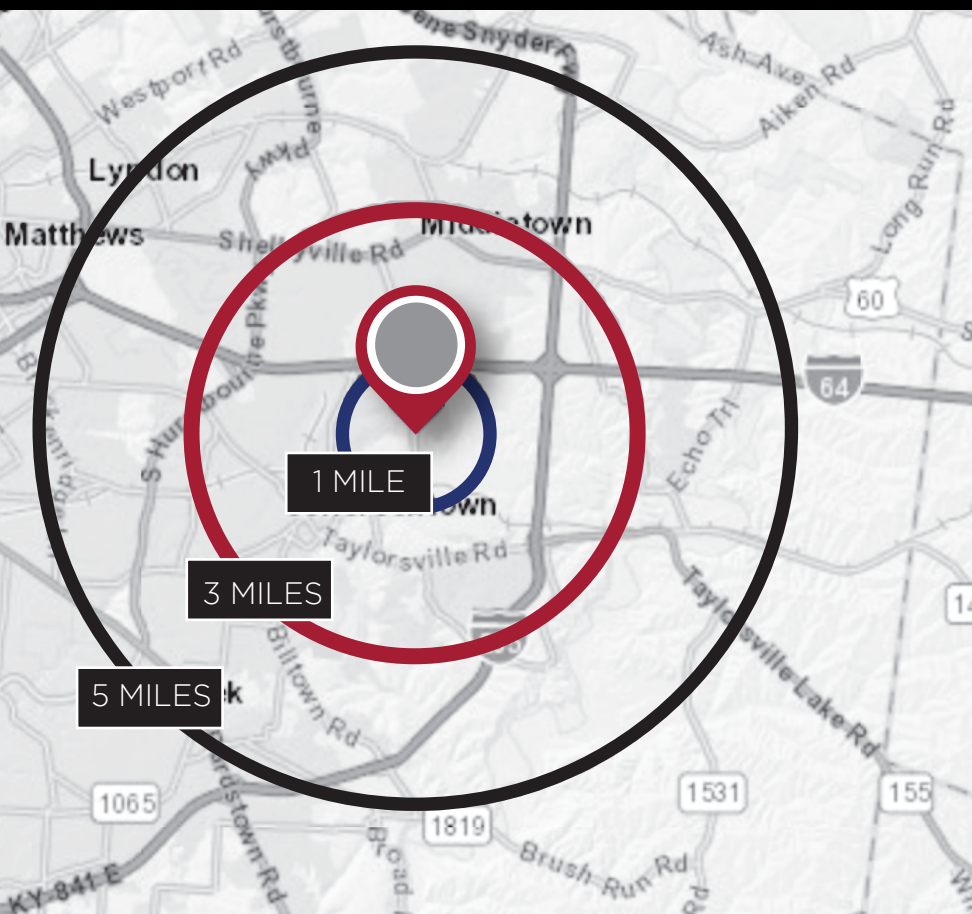 Gene Snyder Fwy
Ash-Ave
Aiken Rd
Westport Rd
Long Run Rd
Pkwy
Lyndon
Middletown
Matthews
Shelbyville Rd
60
64
Echo Trl
1 MILE
Taylorsville Rd
3 MILES
Taylorsville Lake Rd
Billtown Rd
5 MILES
1065
1531
155
1819
Brush-Run Rd
Rd
Broad
KY-841 E